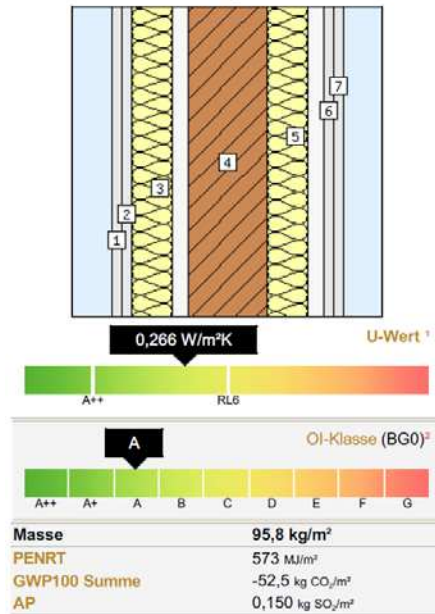 7
6
5
4
3
2
1
0,266 W/m²K
U-Wert ¹
A++ RL6
A
OI-Klasse (BG0)²
A++ A+ A B C D E F G
Masse 95,8 kg/m²
PENRT 573 MJ/m²
GWP100 Summe -52,5 kg CO₂/m²
AP 0,150 kg SO₂/m²